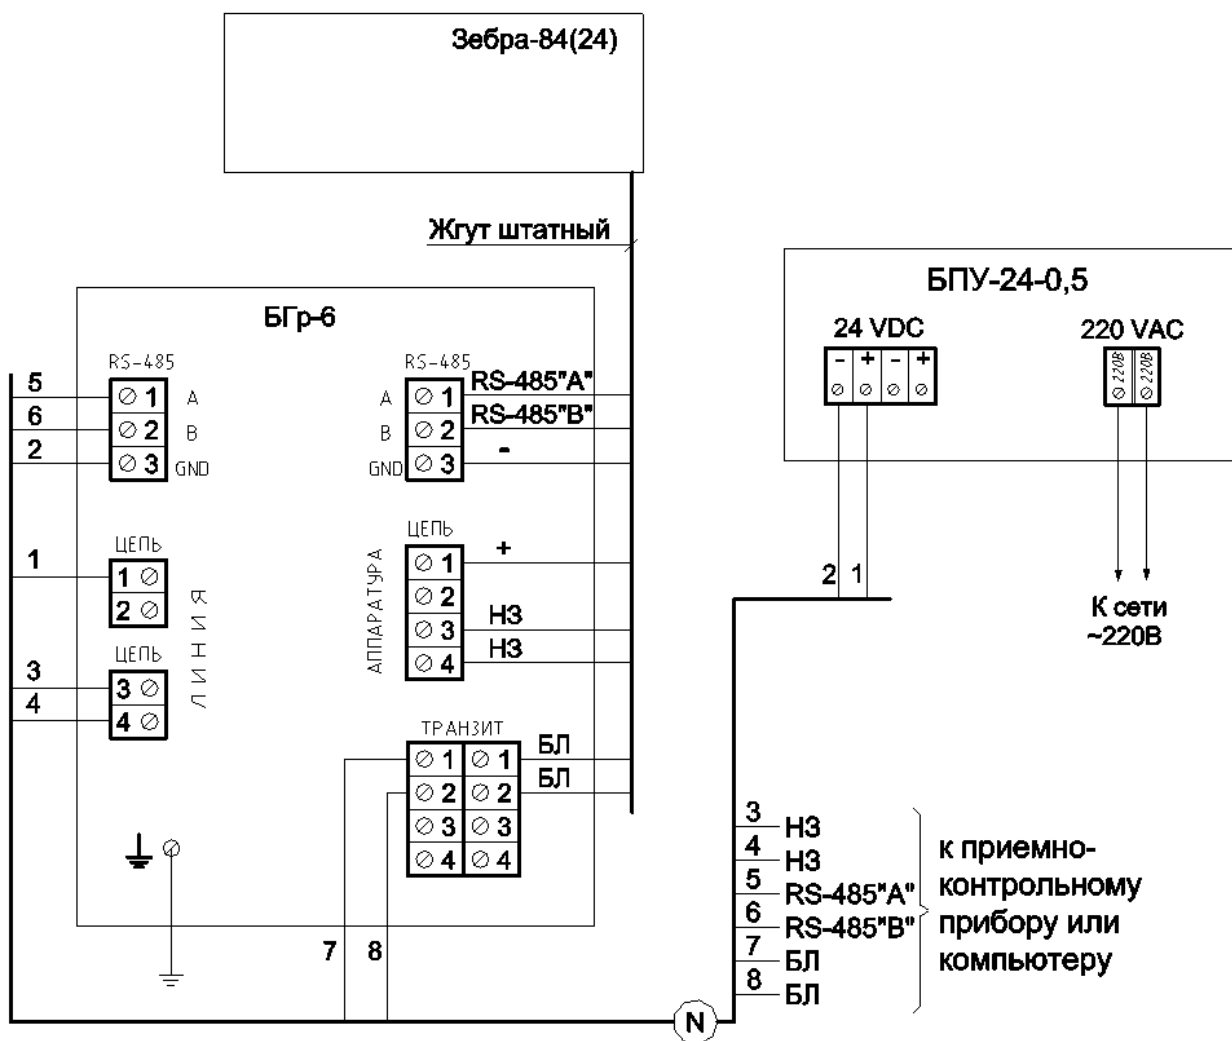 Зебра-84(24)
Жгут штатный
БПУ-24-0,5
24 VDC
220 VAC
- + - +
220В 220В
2 1
К сети
~220В
БГр-6
RS-485
RS-485
5
1 A
A 1
RS-485"A"
6
2 B
B 2
RS-485"B"
2
3 GND
GND 3
-
ЦЕПЬ
ЦЕПЬ
1
1
2
ЛИНИЯ
АППАРАТУРА
1
+
2
3
НЗ
4
НЗ
ЦЕПЬ
3
3
4
4
ТРАНЗИТ
1 1
БЛ
2 2
БЛ
3 3
4 4
7 8
N
3 НЗ
4 НЗ
5 RS-485"A"
6 RS-485"B"
7 БЛ
8 БЛ
к приемно-
контрольному
прибору или
компьютеру